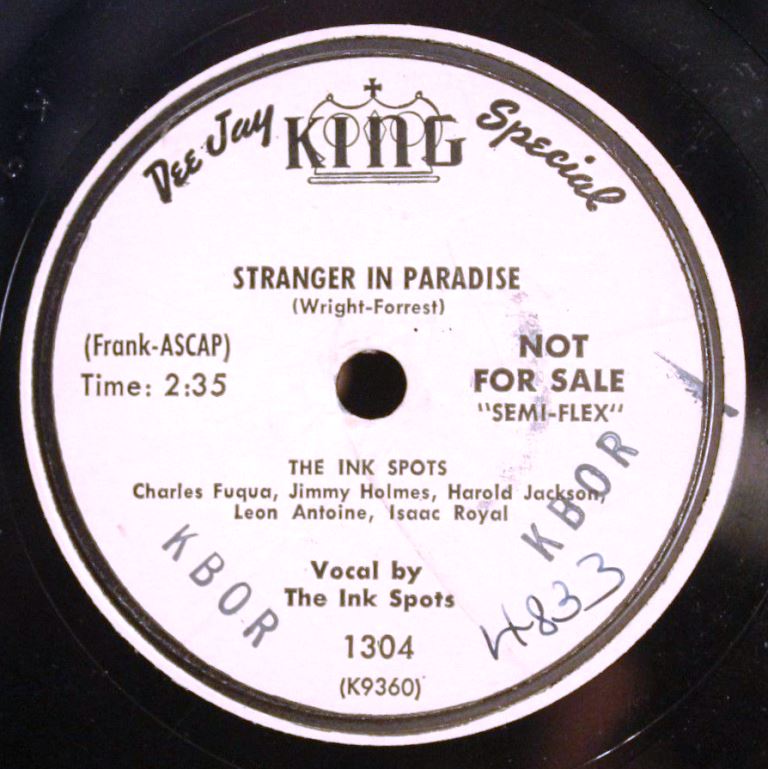 Dee Jay KING Special
STRANGER IN PARADISE
(Wright-Forrest)
(Frank-ASCAP)
Time: 2:35
NOT
FOR SALE
"SEMI-FLEX"
THE INK SPOTS
Charles Fuqua, Jimmy Holmes, Harold Jackson,
Leon Antoine, Isaac Royal
Vocal by
The Ink Spots
1304
(K9360)
KBOR
KBOR
4833